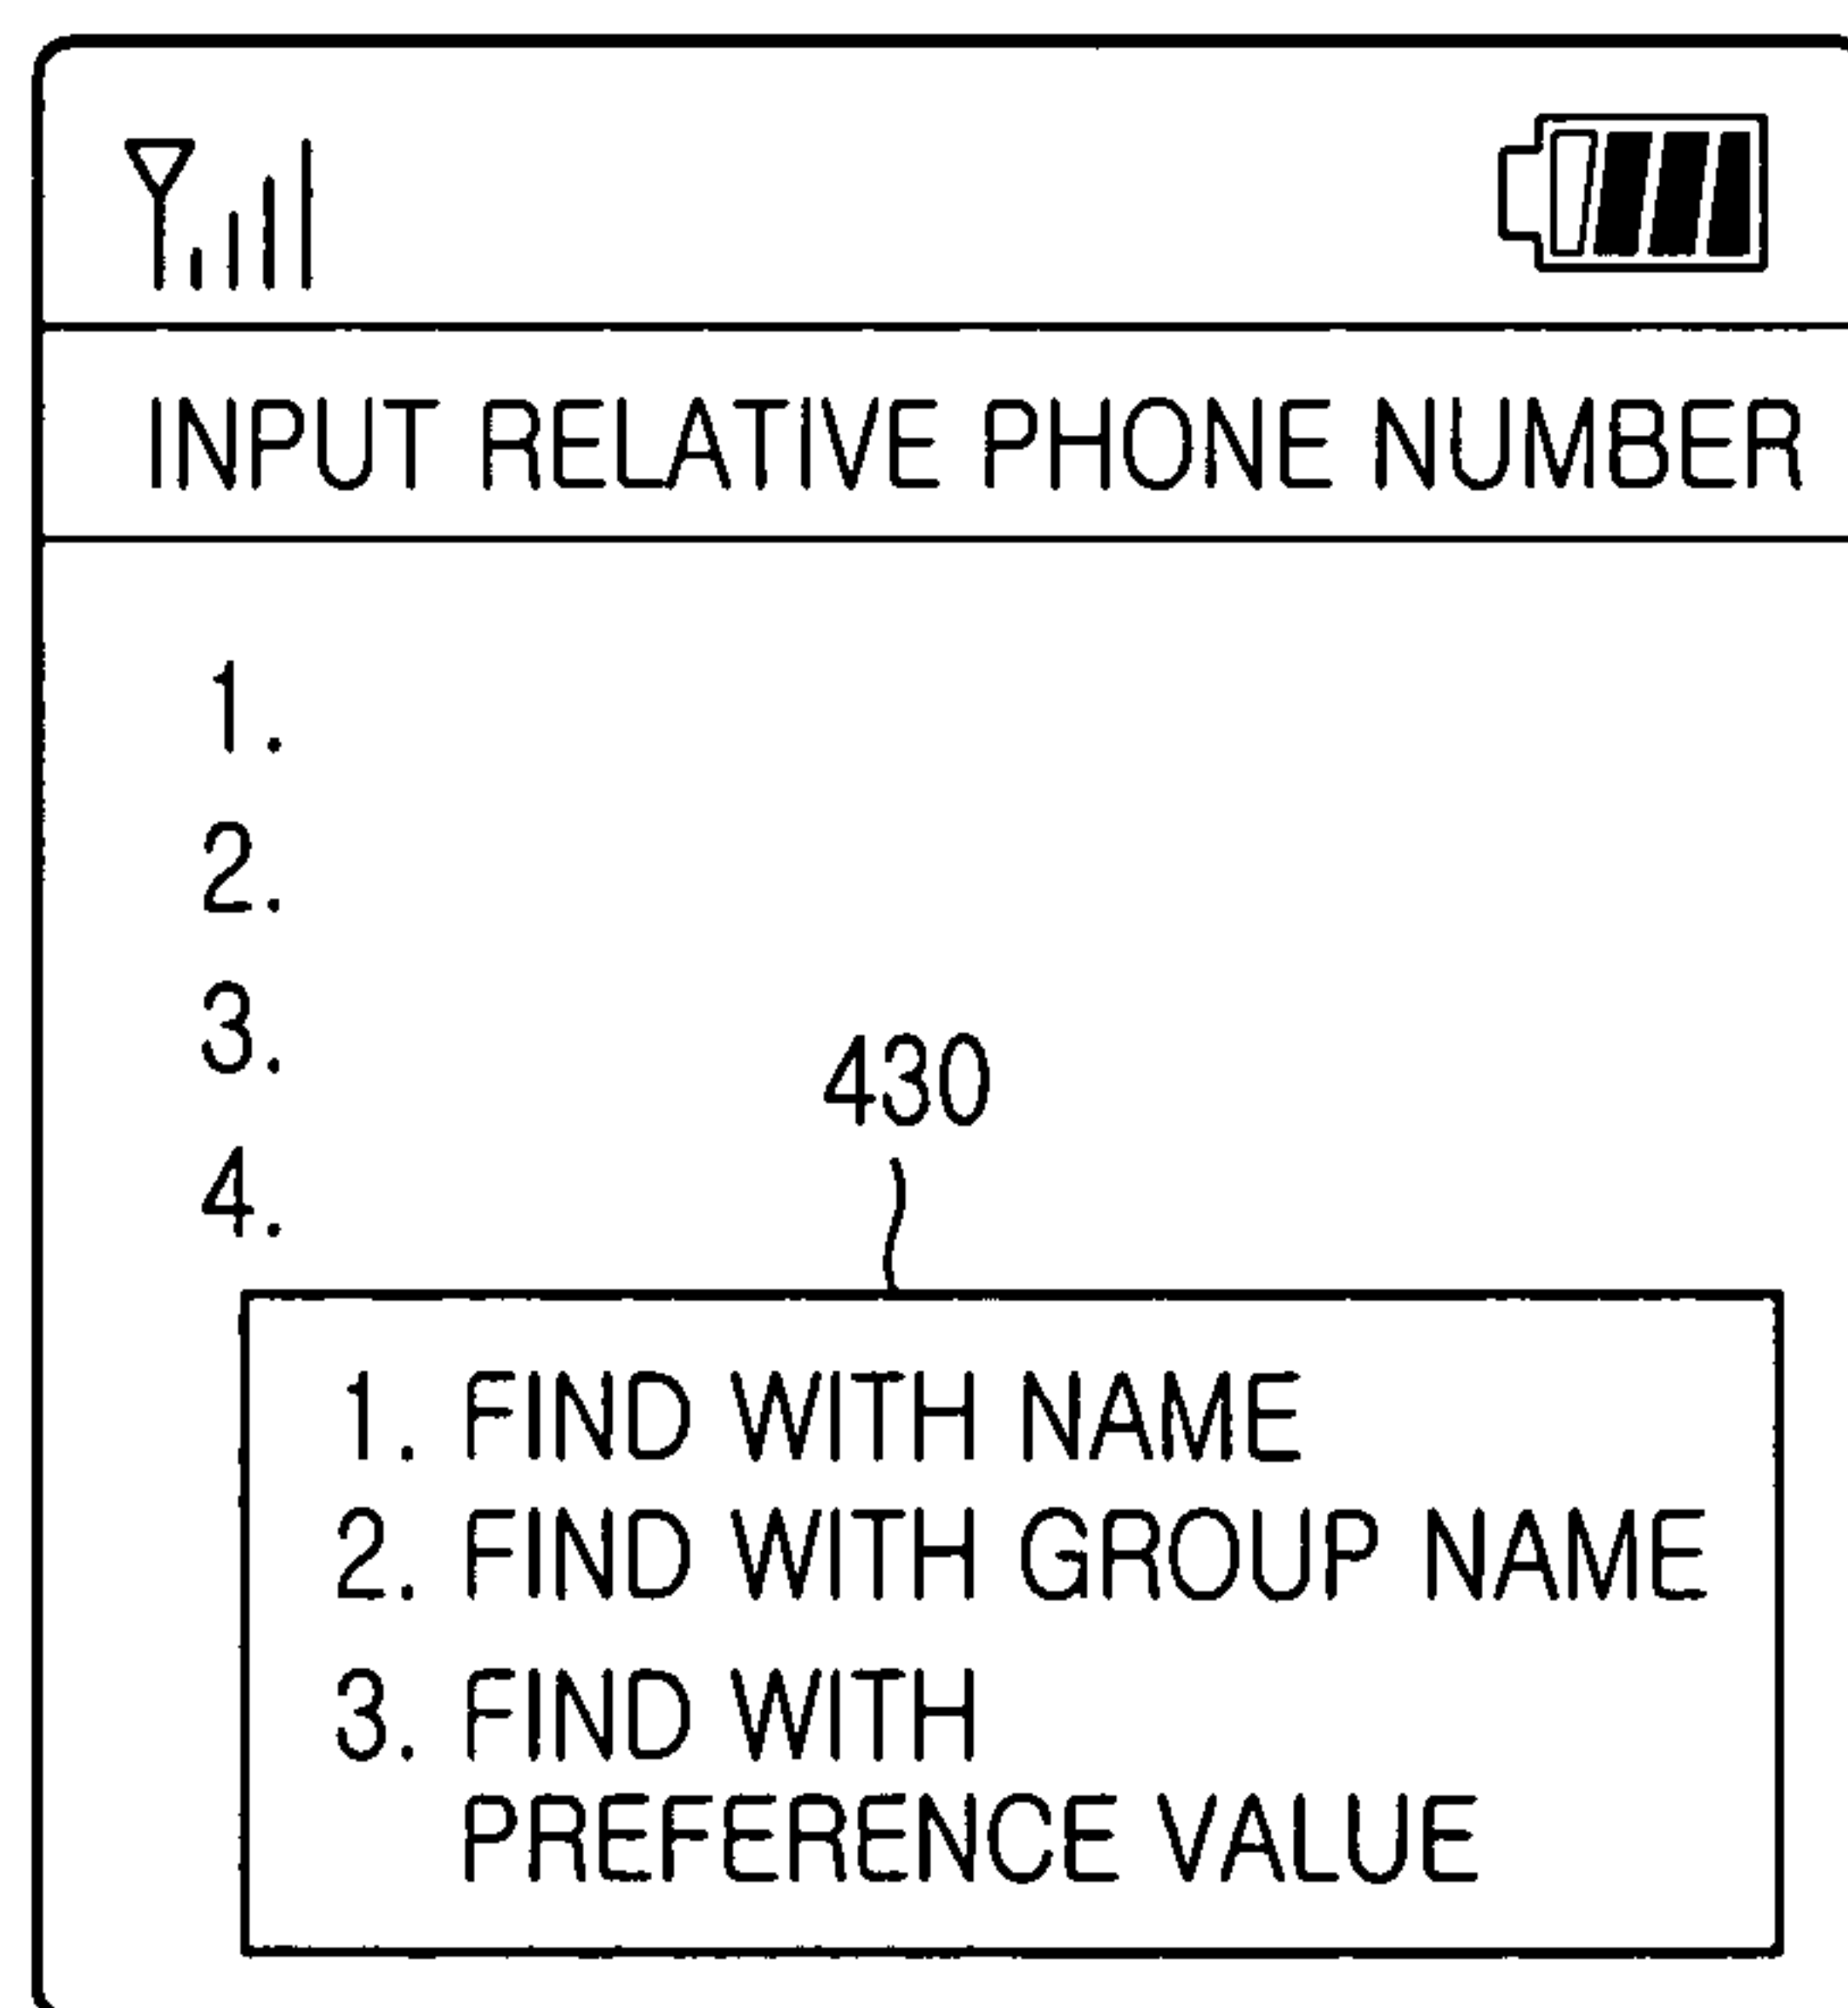 INPUT RELATIVE PHONE NUMBER
1.
2.
3.
430
4.
1. FIND WITH NAME
2. FIND WITH GROUP NAME
3. FIND WITH
PREFERENCE VALUE